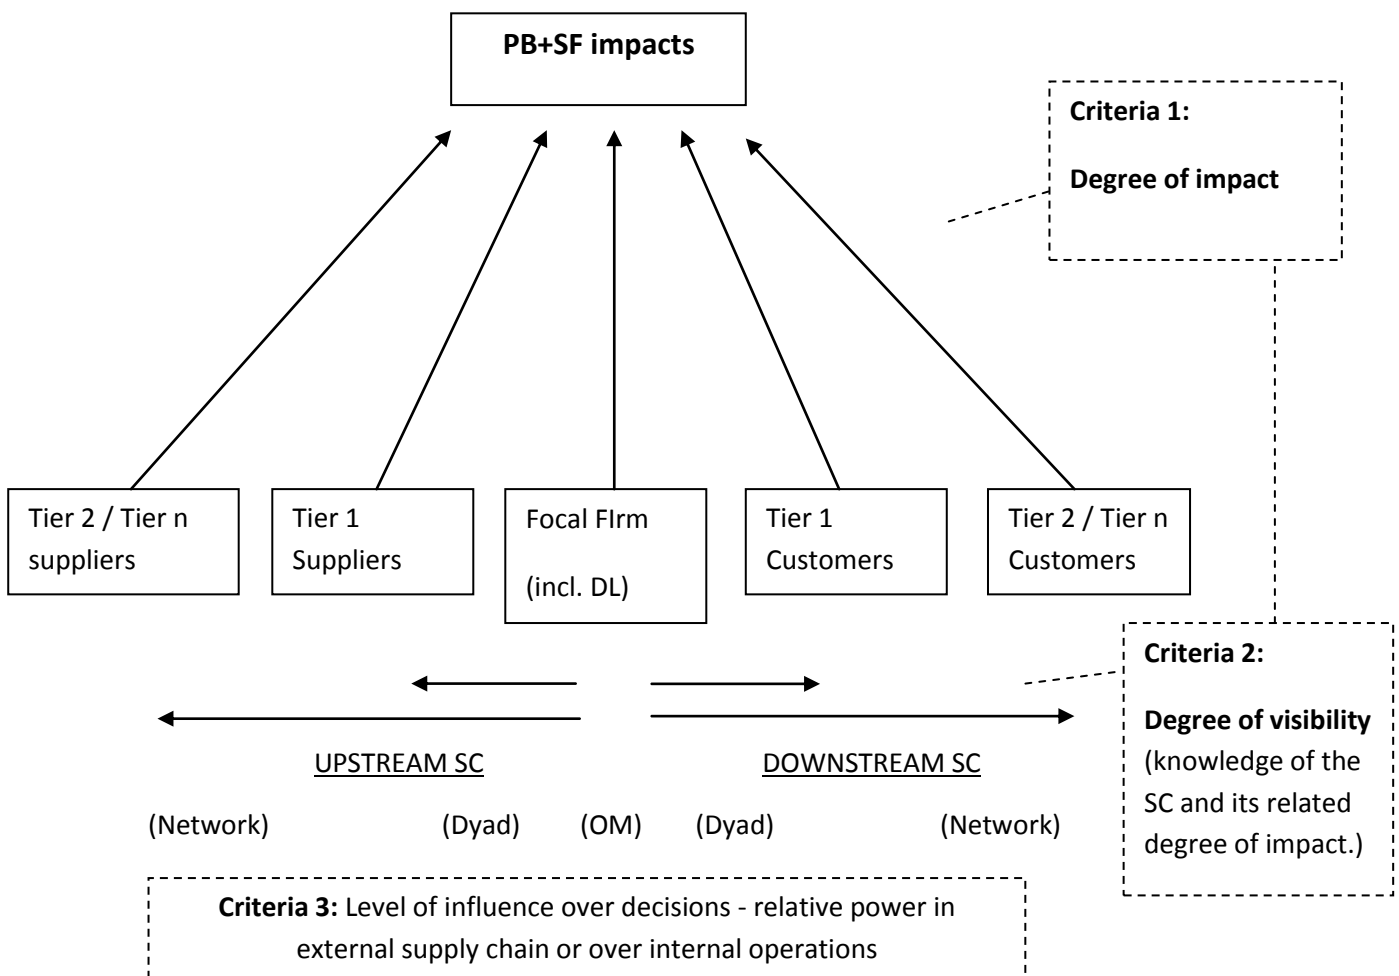 PB+SF impacts
Criteria 1:
Degree of impact
Tier 2 / Tier n
suppliers
Tier 1
Suppliers
Focal FIrm
(incl. DL)
Tier 1
Customers
Tier 2 / Tier n
Customers
Criteria 2:
Degree of visibility
(knowledge of the
SC and its related
degree of impact.)
UPSTREAM SC
DOWNSTREAM SC
(Network)
(Dyad)
(OM)
(Dyad)
(Network)
Criteria 3: Level of influence over decisions - relative power in
external supply chain or over internal operations